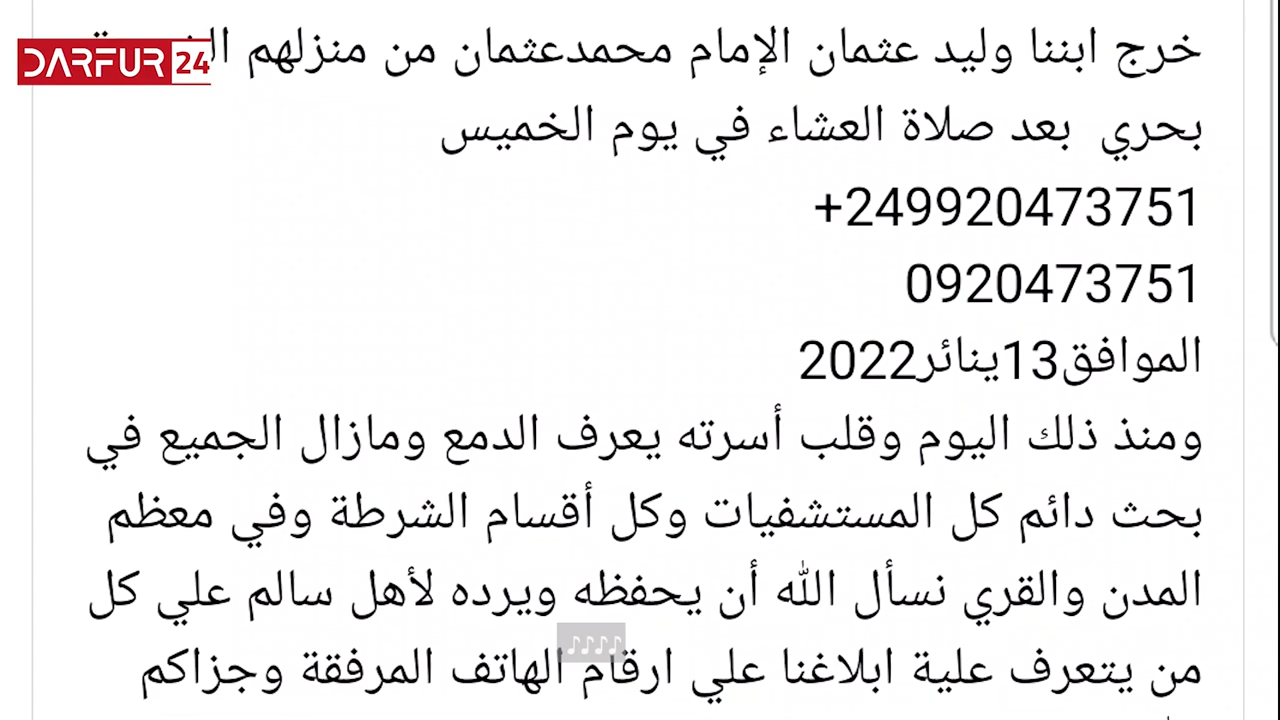 DARFUR 24
خرج ابننا وليد عثمان الإمام محمدعثمان من منزلهم
بحري بعد صلاة العشاء في يوم الخميس
+249920473751
0920473751
الموافق13ينائر2022
ومنذ ذلك اليوم وقلب أسرته يعرف الدمع ومازال الجميع في
بحث دائم كل المستشفيات وكل أقسام الشرطة وفي معظم
المدن والقري نسأل الله أن يحفظه ويرده لأهل سالم علي كل
من يتعرف علية ابلاغنا علي ارقام الهاتف المرفقة وجزاكم
♪♪♪♪